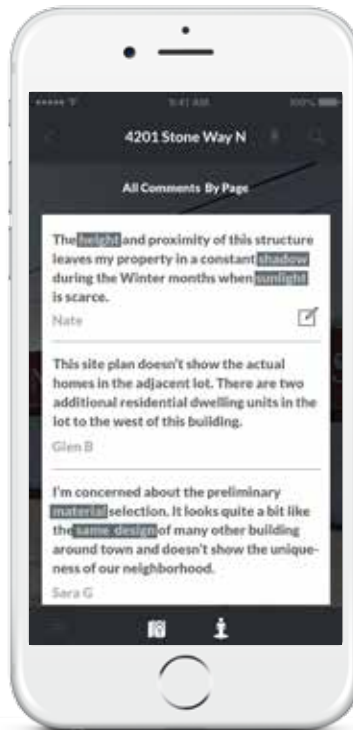 9:41 AM 100%
4201 Stone Way N
All Comments By Page
The height and proximity of this structure
leaves my property in a constant shadow
during the Winter months when sunlight
is scarce.
Nate
This site plan doesn't show the actual
homes in the adjacent lot. There are two
additional residential dwelling units in the
lot to the west of this building.
Glen B
I'm concerned about the preliminary
material selection. It looks quite a bit like
the same design of many other building
around town and doesn't show the unique-
ness of our neighborhood.
Sara G